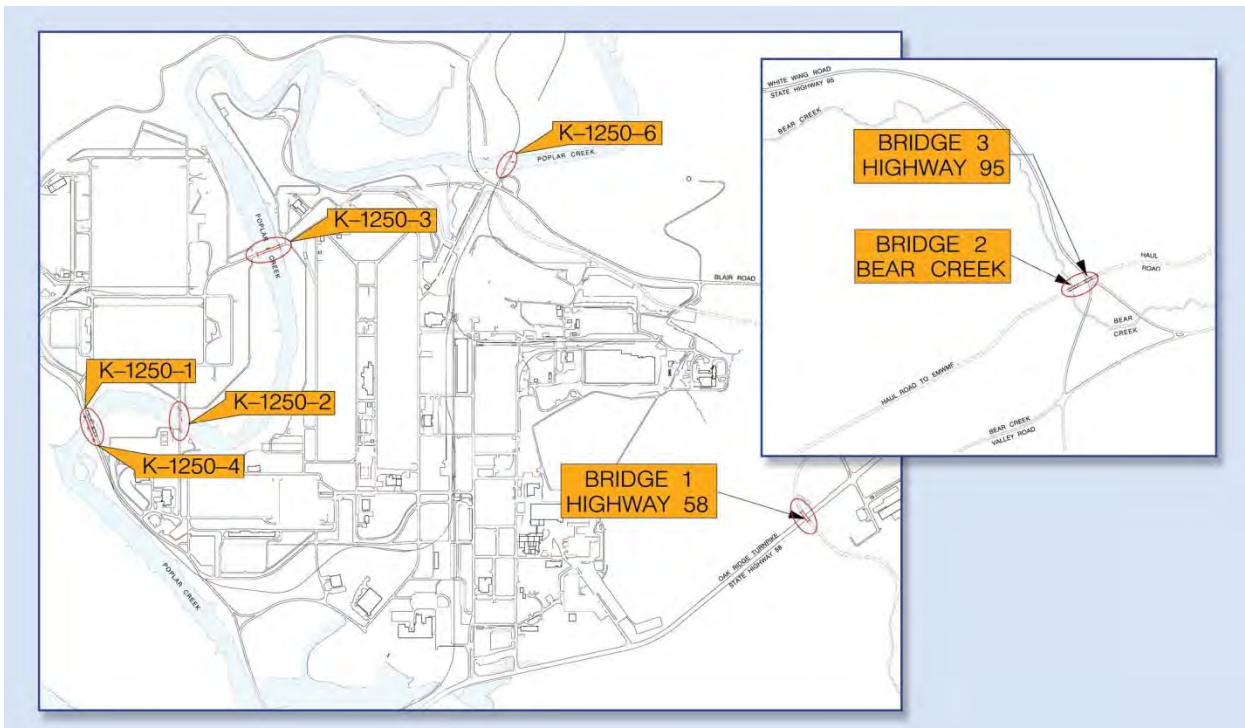 K–1250–6
POPLAR CREEK
K–1250–3
POPLAR
CREEK
BLAIR ROAD
K–1250–1
K–1250–2
K–1250–4
POPLAR CREEK
BRIDGE 1
HIGHWAY 58
OAK RIDGE TURNPIKE
STATE HIGHWAY 58
WHITE WING ROAD
STATE HIGHWAY 95
BEAR CREEK
BRIDGE 3
HIGHWAY 95
BRIDGE 2
BEAR CREEK
HAUL
ROAD
BEAR
CREEK
HAUL ROAD TO EMWMF
BEAR CREEK
VALLEY ROAD